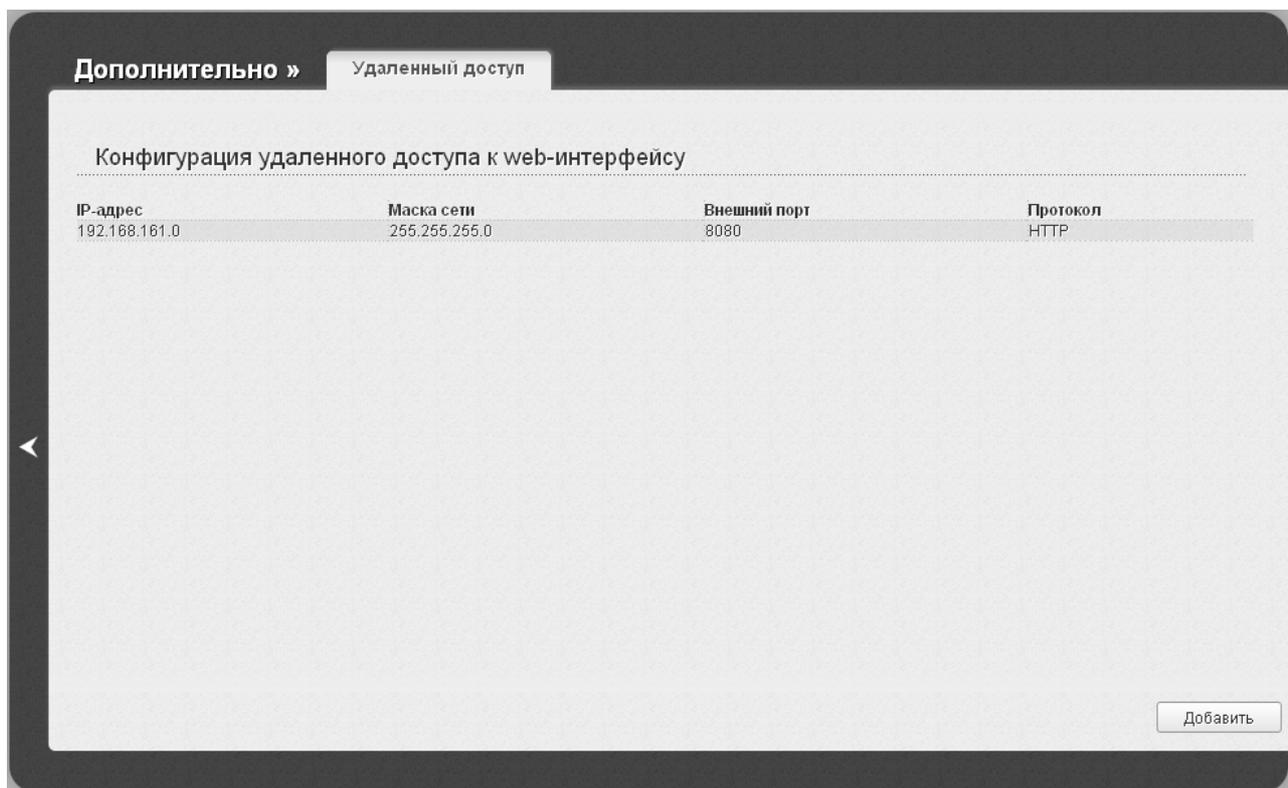 Дополнительно » Удаленный доступ
Конфигурация удаленного доступа к web-интерфейсу
IP-адрес Маска сети Внешний порт Протокол
192.168.161.0 255.255.255.0 8080 HTTP
Добавить